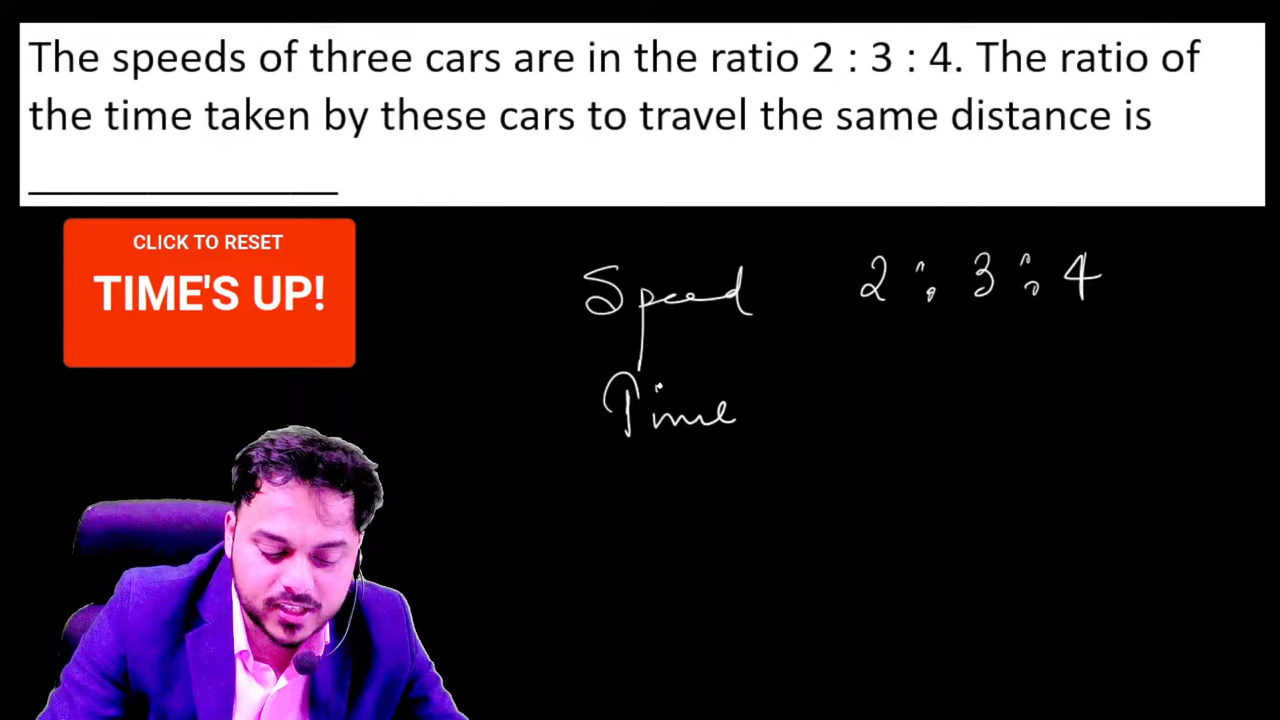 The speeds of three cars are in the ratio 2 : 3 : 4. The ratio of
the time taken by these cars to travel the same distance is
_______________
CLICK TO RESET
TIME'S UP!
Speed 2 : 3 : 4
Time